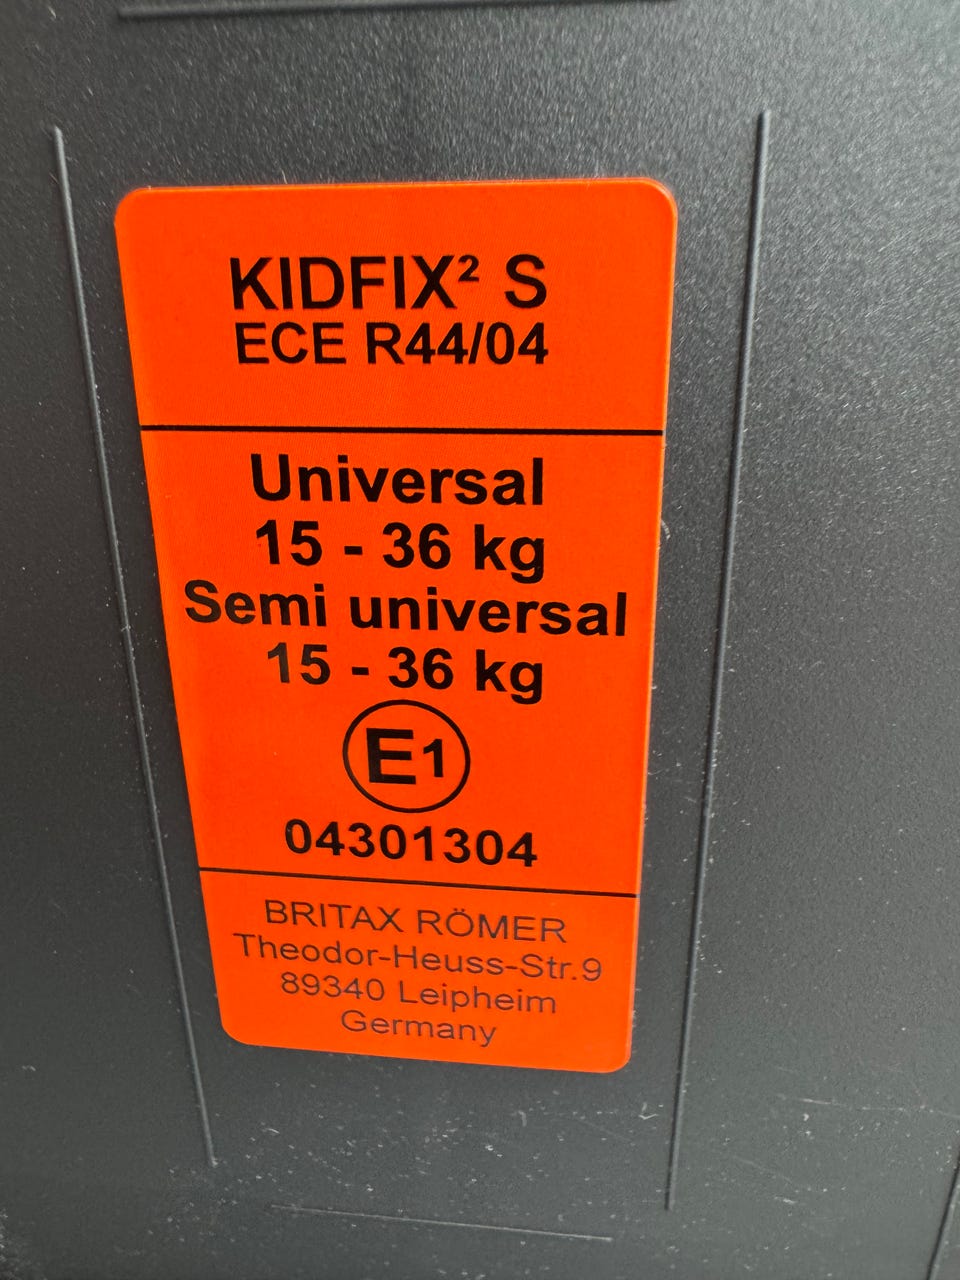 KIDFIX² S
ECE R44/04
Universal
15 - 36 kg
Semi universal
15 - 36 kg
E1
04301304
BRITAX RÖMER
Theodor-Heuss-Str.9
89340 Leipheim
Germany